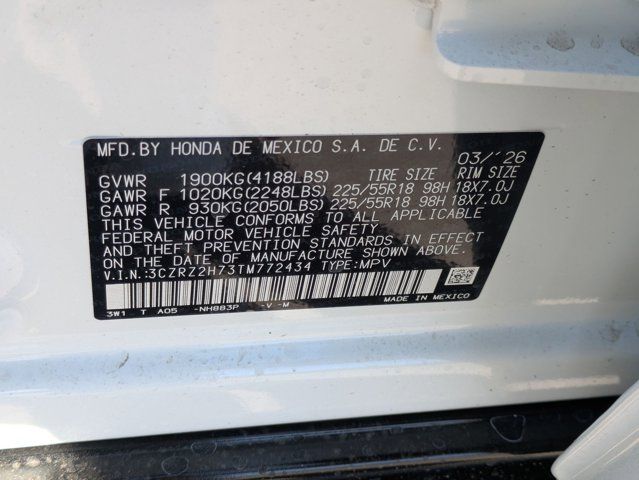 MFD.BY HONDA DE MEXICO S.A. DE C.V. 03/'26
GVWR 1900KG(4188LBS) TIRE SIZE RIM SIZE
GAWR F 1020KG(2248LBS) 225/55R18 98H 18X7.0J
GAWR R 930KG(2050LBS) 225/55R18 98H 18X7.0J
THIS VEHICLE CONFORMS TO ALL APPLICABLE
FEDERAL MOTOR VEHICLE SAFETY
AND THEFT PREVENTION STANDARDS IN EFFECT
ON THE DATE OF MANUFACTURE SHOWN ABOVE.
V.I.N.:3CZRZ2H73TM772434 TYPE:MPV
3W1 T A05 -NH883P -V-M MADE IN MEXICO